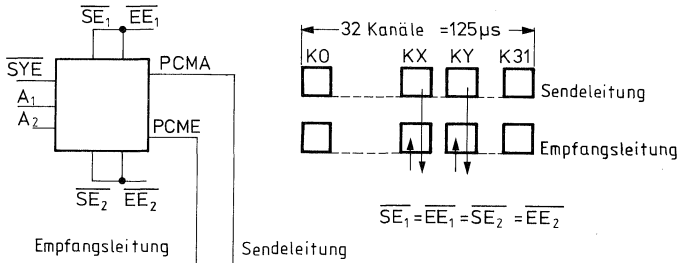 SE1 EE1
SYE
A1
A2
PCMA
PCME
SE2 EE2
Empfangsleitung Sendeleitung
32 Kanäle =125µs
K0 KX KY K31
Sendeleitung
Empfangsleitung
SE1 = EE1 = SE2 = EE2